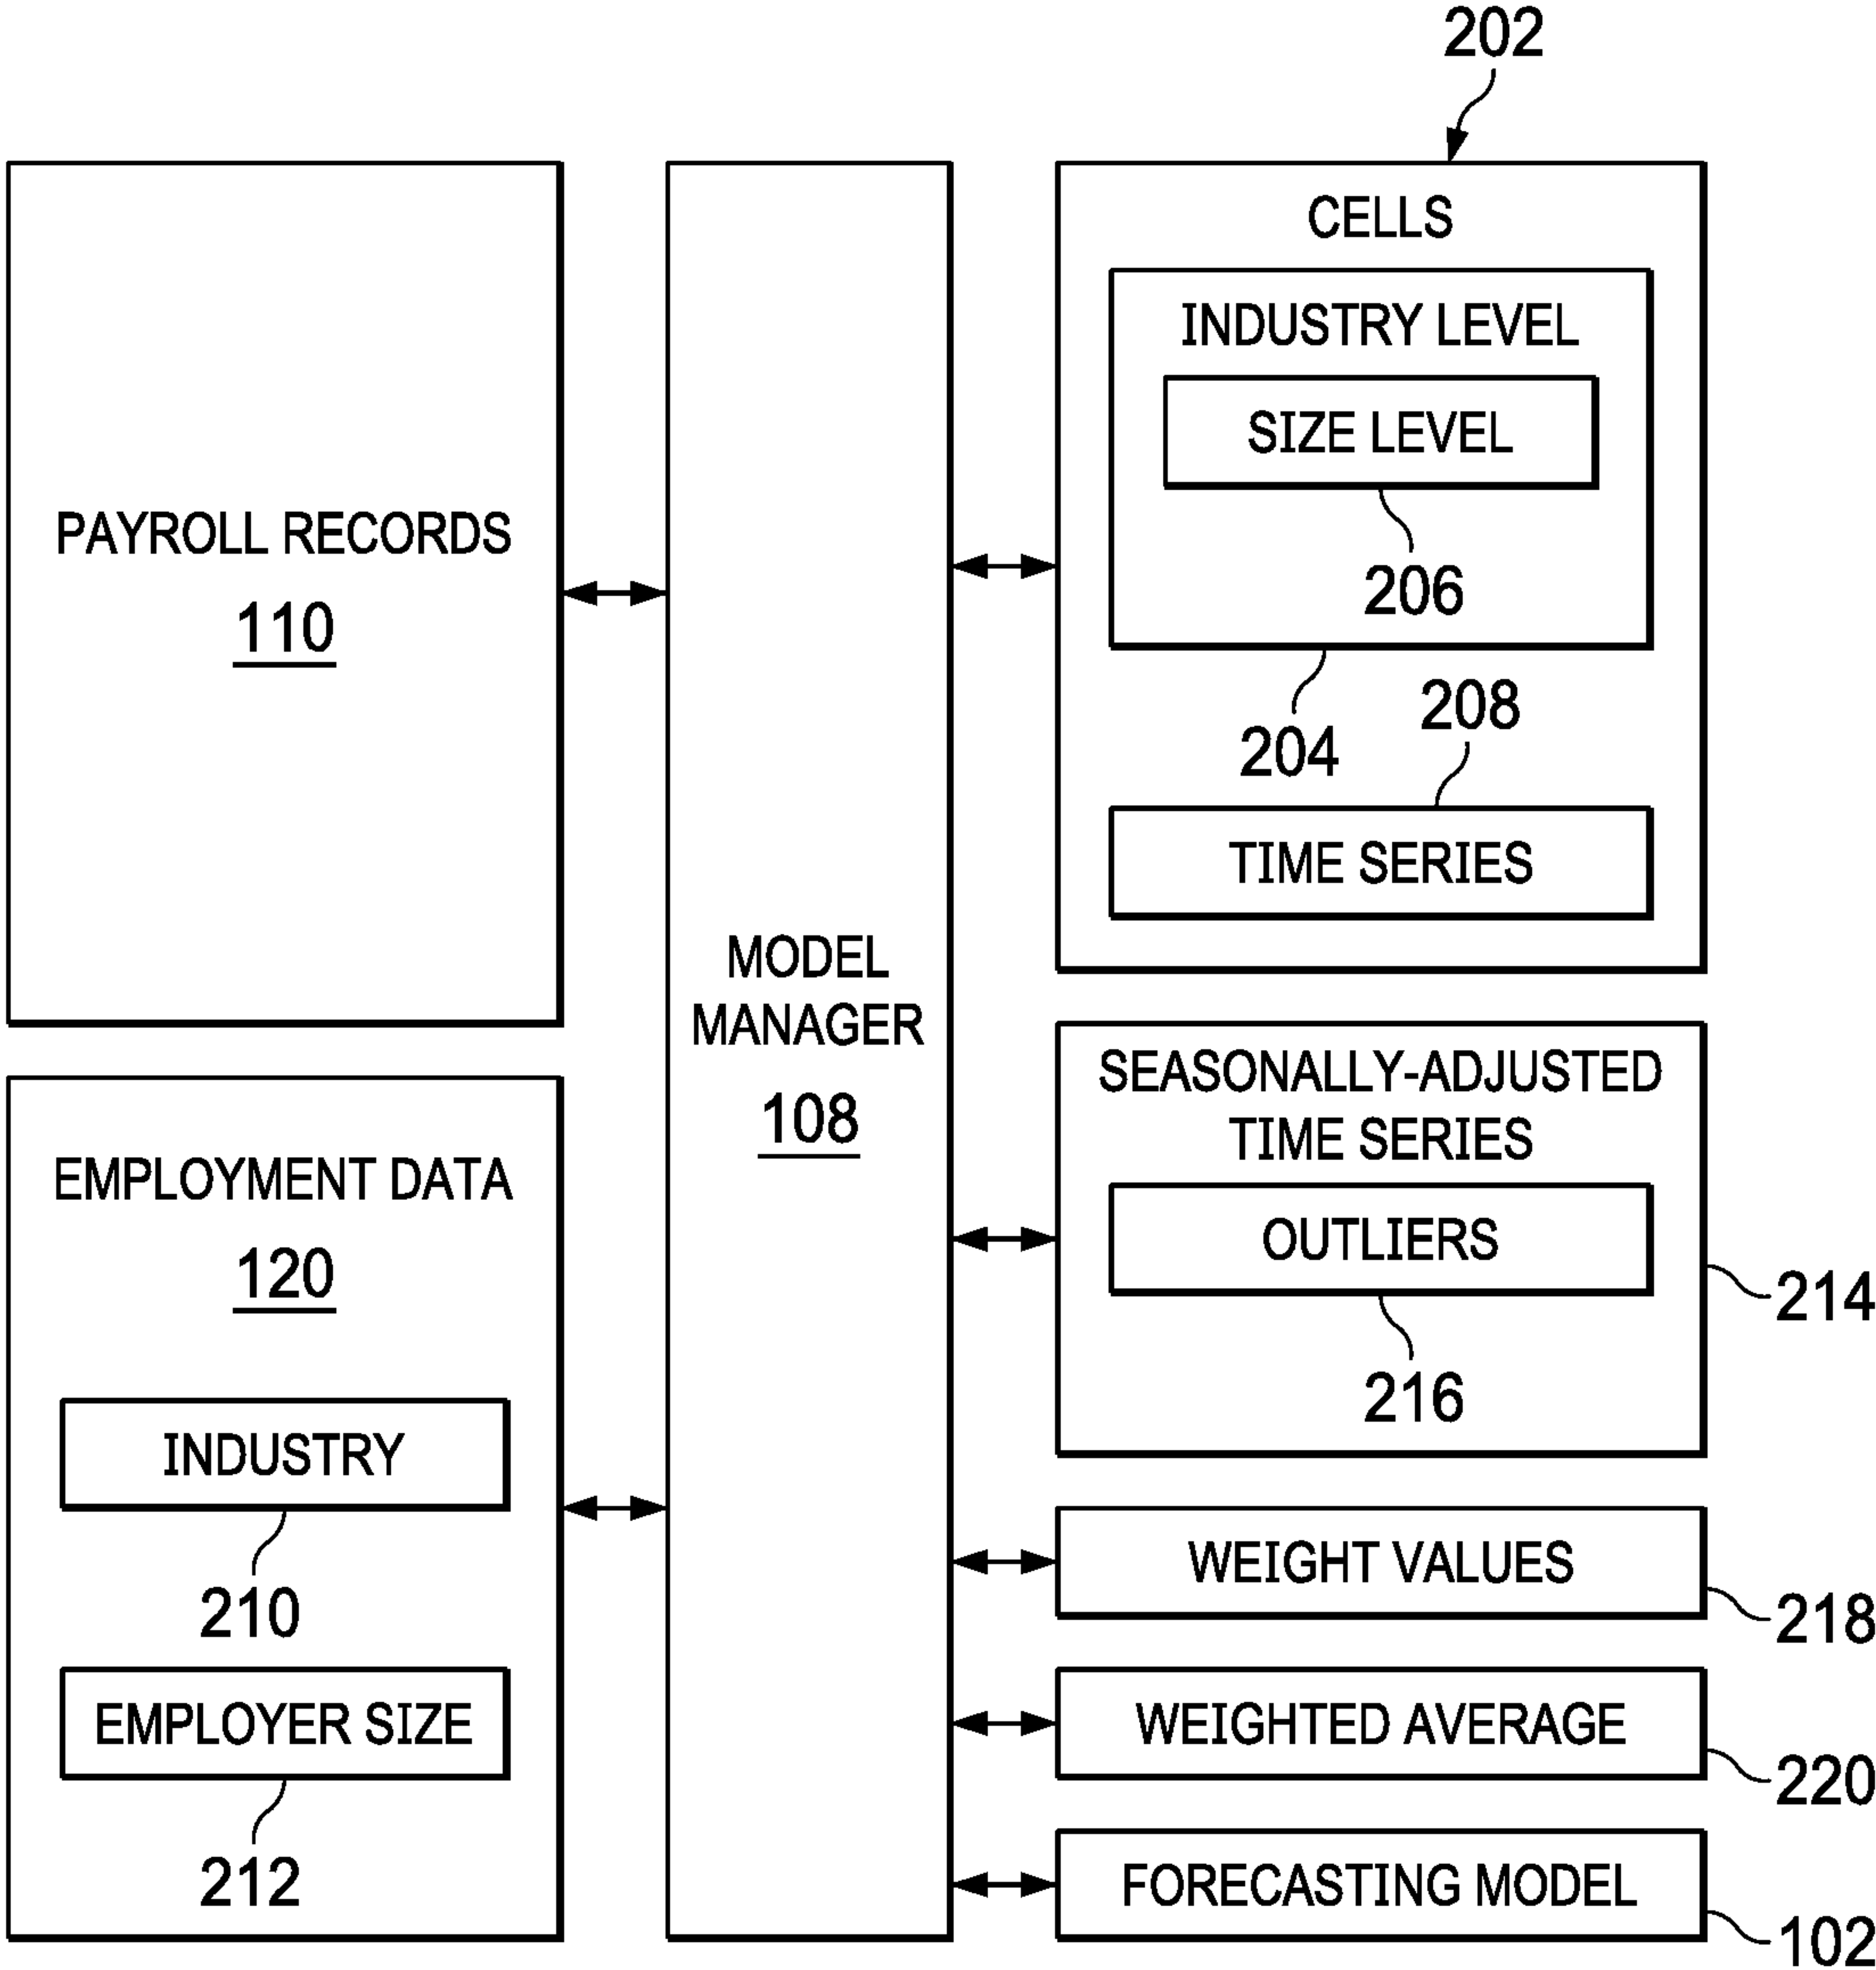 202
PAYROLL RECORDS
110
EMPLOYMENT DATA
120
INDUSTRY
210
EMPLOYER SIZE
212
MODEL
MANAGER
108
CELLS
INDUSTRY LEVEL
SIZE LEVEL
206
204
208
TIME SERIES
SEASONALLY-ADJUSTED
TIME SERIES
OUTLIERS
216
214
WEIGHT VALUES
218
WEIGHTED AVERAGE
220
FORECASTING MODEL
102